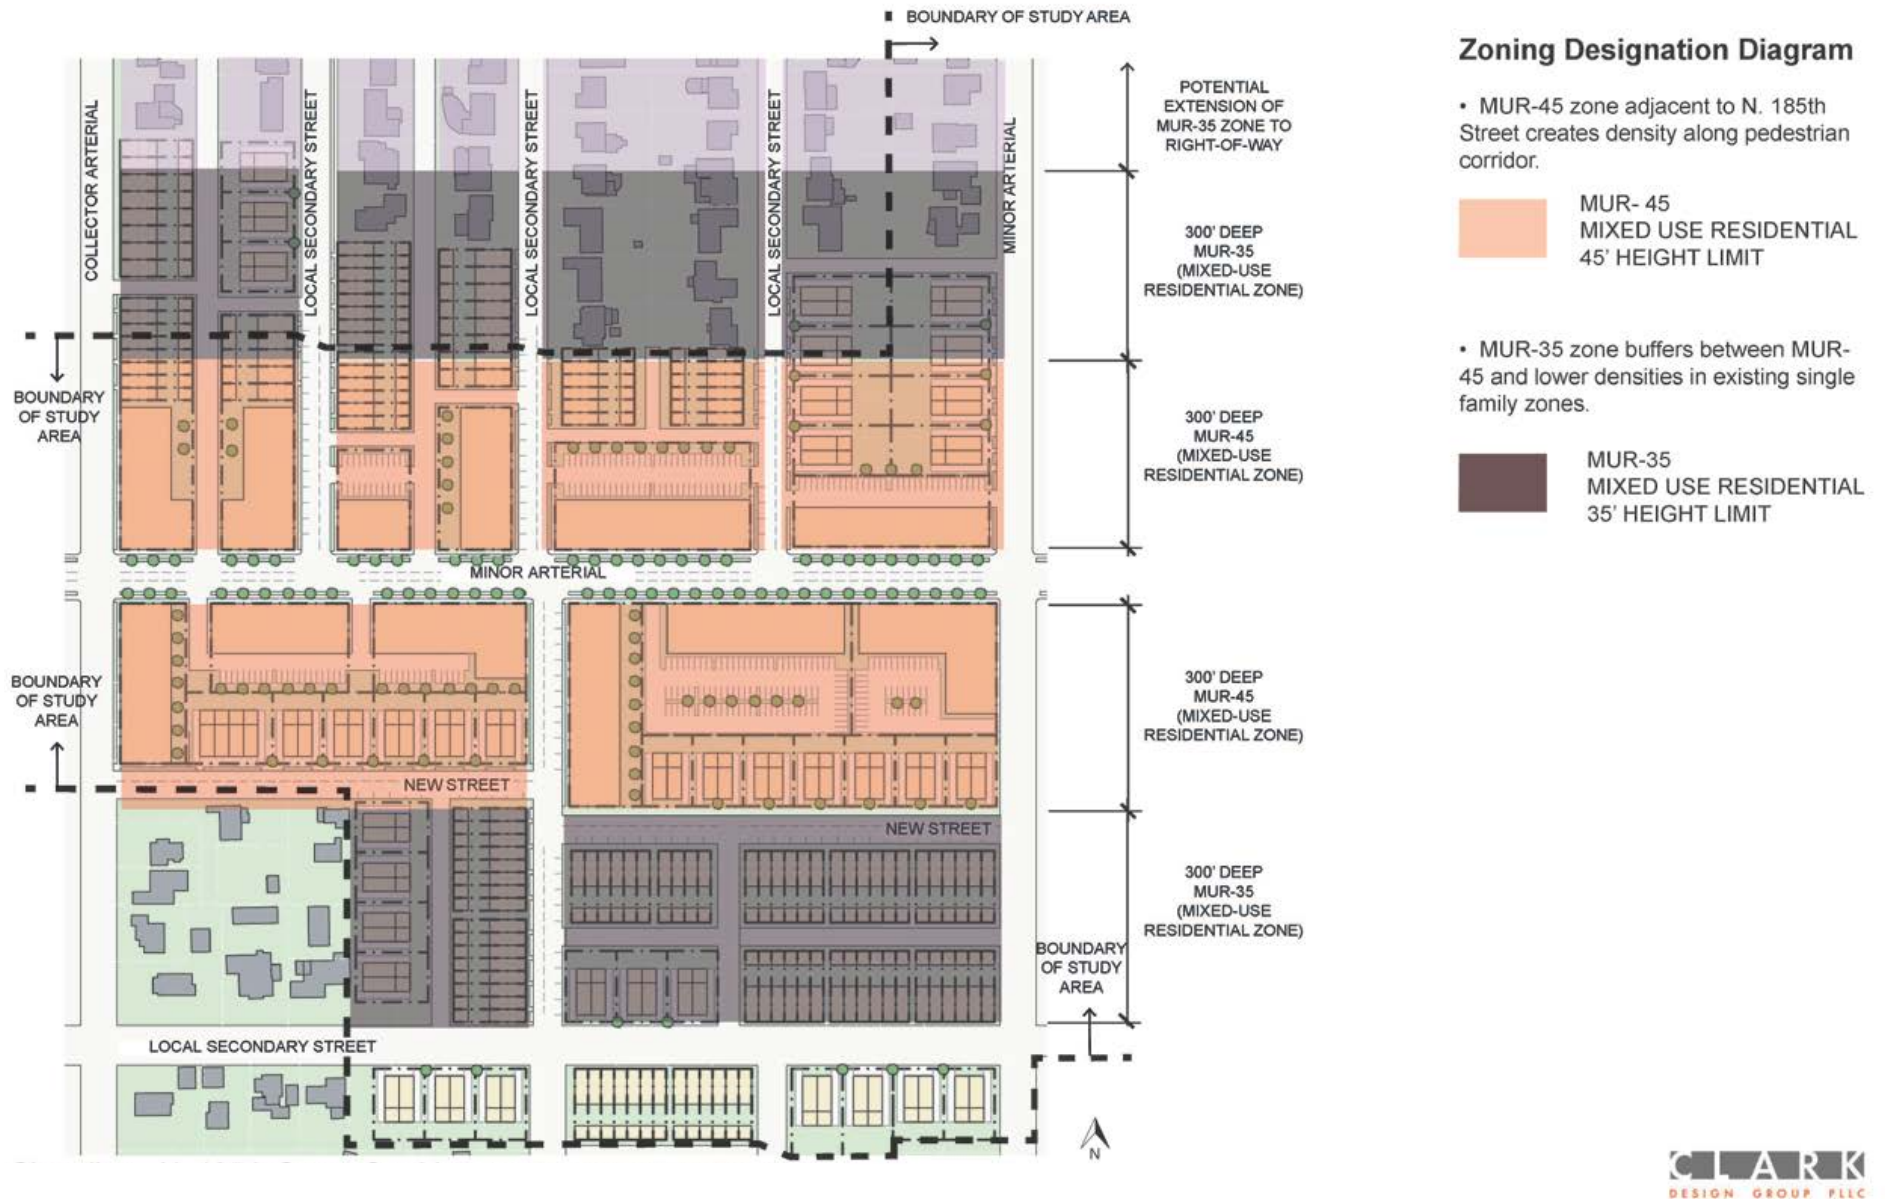 BOUNDARY OF STUDY AREA
Zoning Designation Diagram
• MUR-45 zone adjacent to N. 185th
Street creates density along pedestrian
corridor.
MUR- 45
MIXED USE RESIDENTIAL
45' HEIGHT LIMIT
• MUR-35 zone buffers between MUR-
45 and lower densities in existing single
family zones.
MUR-35
MIXED USE RESIDENTIAL
35' HEIGHT LIMIT
POTENTIAL
EXTENSION OF
MUR-35 ZONE TO
RIGHT-OF-WAY
300' DEEP
MUR-35
(MIXED-USE
RESIDENTIAL ZONE)
300' DEEP
MUR-45
(MIXED-USE
RESIDENTIAL ZONE)
300' DEEP
MUR-45
(MIXED-USE
RESIDENTIAL ZONE)
300' DEEP
MUR-35
(MIXED-USE
RESIDENTIAL ZONE)
COLLECTOR ARTERIAL
LOCAL SECONDARY STREET
LOCAL SECONDARY STREET
LOCAL SECONDARY STREET
MINOR ARTERIAL
BOUNDARY
OF STUDY
AREA
MINOR ARTERIAL
BOUNDARY
OF STUDY
AREA
NEW STREET
NEW STREET
BOUNDARY
OF STUDY
AREA
LOCAL SECONDARY STREET
N
CLARK
DESIGN GROUP PLLC